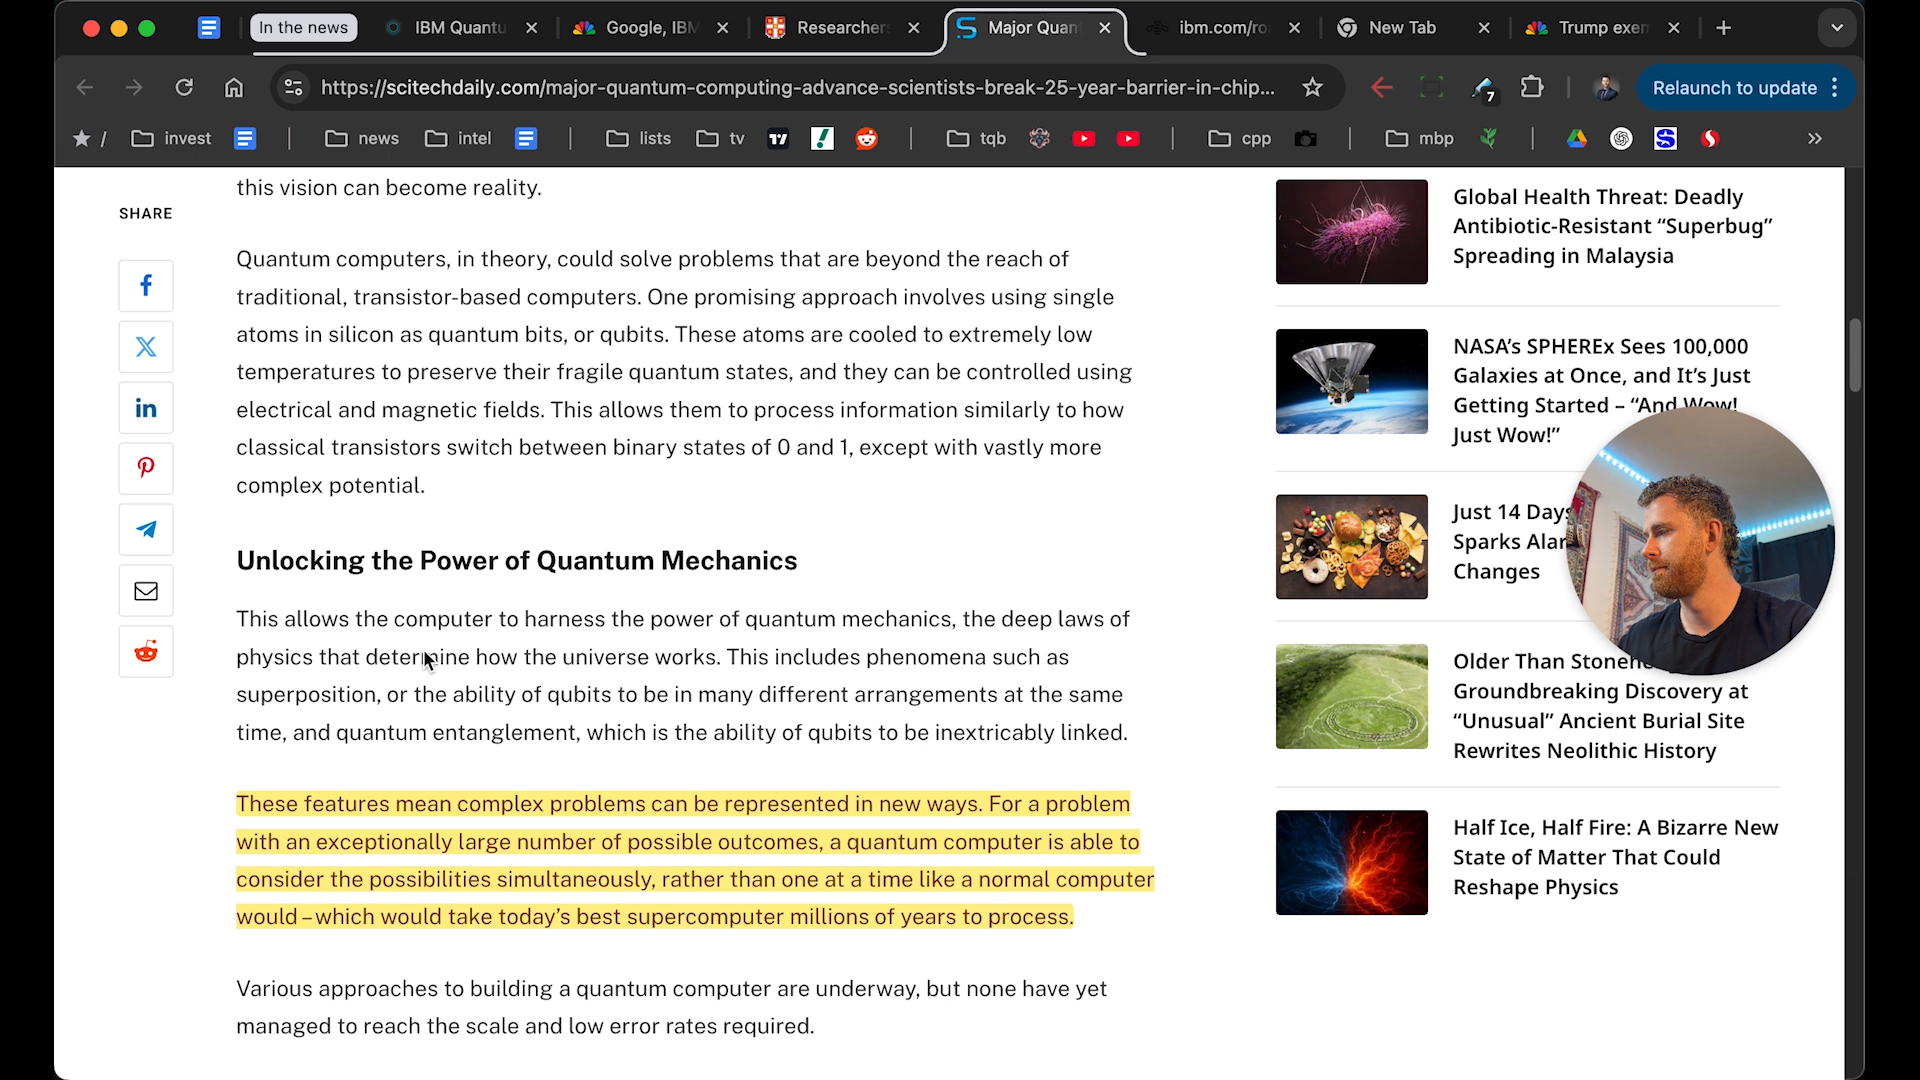 In the news
IBM Quantu
Google, IBM
Researcher
Major Quan
ibm.com/ro
New Tab
Trump exem
https://scitechdaily.com/major-quantum-computing-advance-scientists-break-25-year-barrier-in-chip...
7
Relaunch to update
/
invest
news
intel
lists
tv
tqb
cpp
mbp
SHARE
this vision can become reality.
Quantum computers, in theory, could solve problems that are beyond the reach of
traditional, transistor-based computers. One promising approach involves using single
atoms in silicon as quantum bits, or qubits. These atoms are cooled to extremely low
temperatures to preserve their fragile quantum states, and they can be controlled using
electrical and magnetic fields. This allows them to process information similarly to how
classical transistors switch between binary states of 0 and 1, except with vastly more
complex potential.
Unlocking the Power of Quantum Mechanics
This allows the computer to harness the power of quantum mechanics, the deep laws of
physics that determine how the universe works. This includes phenomena such as
superposition, or the ability of qubits to be in many different arrangements at the same
time, and quantum entanglement, which is the ability of qubits to be inextricably linked.
These features mean complex problems can be represented in new ways. For a problem
with an exceptionally large number of possible outcomes, a quantum computer is able to
consider the possibilities simultaneously, rather than one at a time like a normal computer
would – which would take today's best supercomputer millions of years to process.
Various approaches to building a quantum computer are underway, but none have yet
managed to reach the scale and low error rates required.
Global Health Threat: Deadly
Antibiotic-Resistant “Superbug”
Spreading in Malaysia
NASA's SPHEREx Sees 100,000
Galaxies at Once, and It's Just
Getting Started – “And Wow!
Just Wow!”
Just 14 Days
Sparks Alar
Changes
Older Than Stonehe
Groundbreaking Discovery at
“Unusual” Ancient Burial Site
Rewrites Neolithic History
Half Ice, Half Fire: A Bizarre New
State of Matter That Could
Reshape Physics